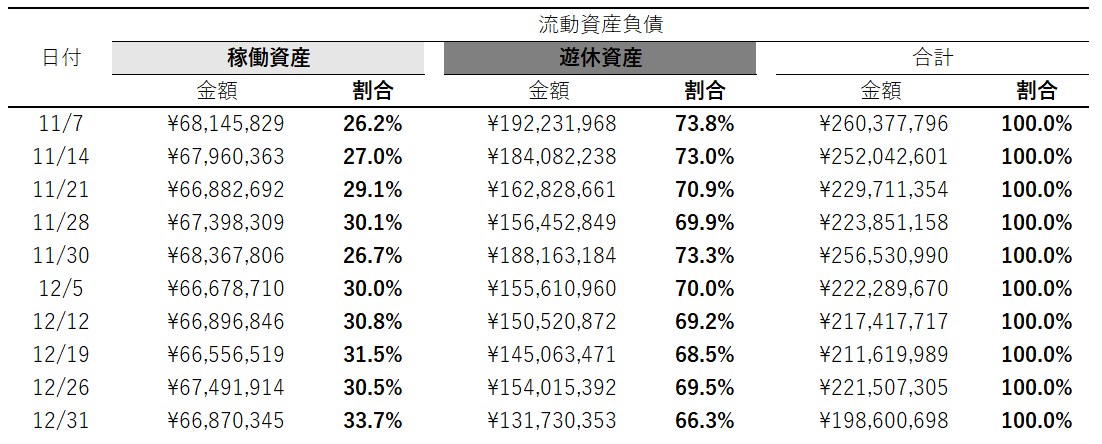 流動資産負債
日付 稼働資産 遊休資産 合計
金額 割合 金額 割合 金額 割合
11/7 ¥68,145,829 26.2% ¥192,231,968 73.8% ¥260,377,796 100.0%
11/14 ¥67,960,363 27.0% ¥184,082,238 73.0% ¥252,042,601 100.0%
11/21 ¥66,882,692 29.1% ¥162,828,661 70.9% ¥229,711,354 100.0%
11/28 ¥67,398,309 30.1% ¥156,452,849 69.9% ¥223,851,158 100.0%
11/30 ¥68,367,806 26.7% ¥188,163,184 73.3% ¥256,530,990 100.0%
12/5 ¥66,678,710 30.0% ¥155,610,960 70.0% ¥222,289,670 100.0%
12/12 ¥66,896,846 30.8% ¥150,520,872 69.2% ¥217,417,717 100.0%
12/19 ¥66,556,519 31.5% ¥145,063,471 68.5% ¥211,619,989 100.0%
12/26 ¥67,491,914 30.5% ¥154,015,392 69.5% ¥221,507,305 100.0%
12/31 ¥66,870,345 33.7% ¥131,730,353 66.3% ¥198,600,698 100.0%